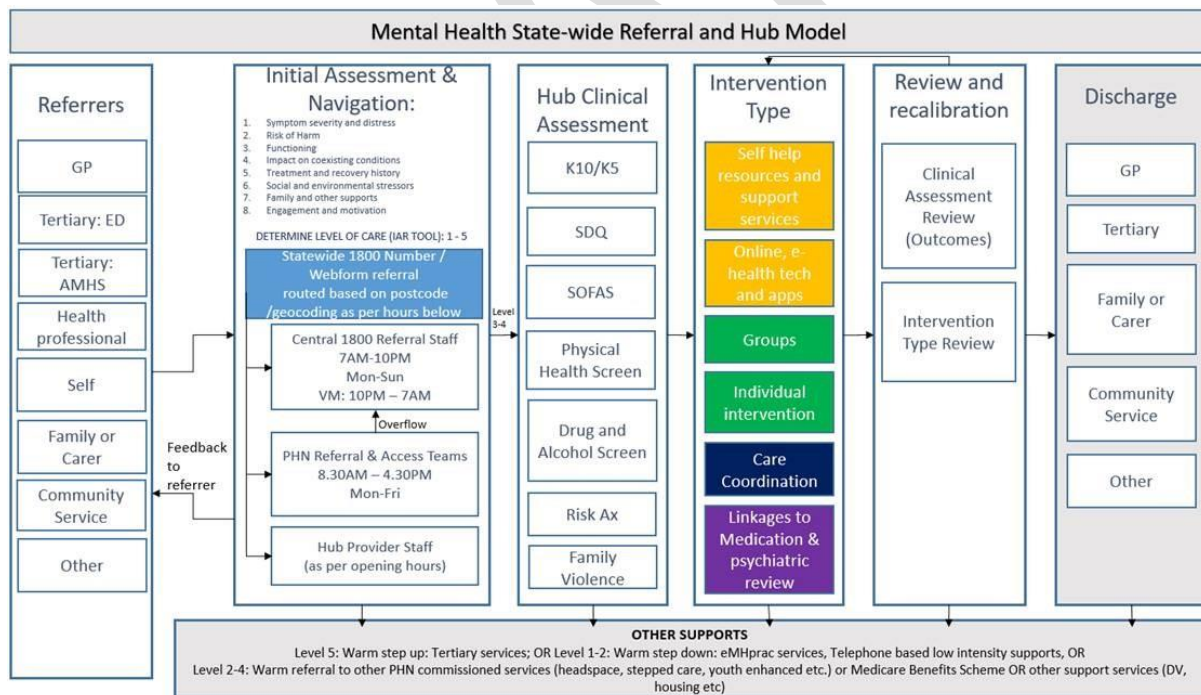 Mental Health State-wide Referral and Hub Model
Referrers
GP
Tertiary: ED
Tertiary:
AMHS
Health
professional
Self
Family or
Carer
Community
Service
Other
Feedback
to
referrer
Initial Assessment &
Navigation:
1. Symptom severity and distress
2. Risk of Harm
3. Functioning
4. Impact on coexisting conditions
5. Treatment and recovery history
6. Social and environmental stressors
7. Family and other supports
8. Engagement and motivation
DETERMINE LEVEL OF CARE (IAR TOOL): 1 - 5
Statewide 1800 Number /
Webform referral
routed based on postcode
/geocoding as per hours below
Central 1800 Referral Staff
7AM-10PM
Mon-Sun
VM: 10PM – 7AM
Overflow
PHN Referral & Access Teams
8.30AM – 4.30PM
Mon-Fri
Hub Provider Staff
(as per opening hours)
Level
3-4
Hub Clinical
Assessment
K10/K5
SDQ
SOFAS
Physical
Health Screen
Drug and
Alcohol Screen
Risk Ax
Family
Violence
Intervention
Type
Self help
resources and
support
services
Online, e-
health tech
and apps
Groups
Individual
intervention
Care
Coordination
Linkages to
Medication &
psychiatric
review
Review and
recalibration
Clinical
Assessment
Review
(Outcomes)
Intervention
Type Review
Discharge
GP
Tertiary
Family or
Carer
Community
Service
Other
OTHER SUPPORTS
Level 5: Warm step up: Tertiary services; OR Level 1-2: Warm step down: eMHprac services, Telephone based low intensity supports, OR
Level 2-4: Warm referral to other PHN commissioned services (headspace, stepped care, youth enhanced etc.) or Medicare Benefits Scheme OR other support services (DV,
housing etc)